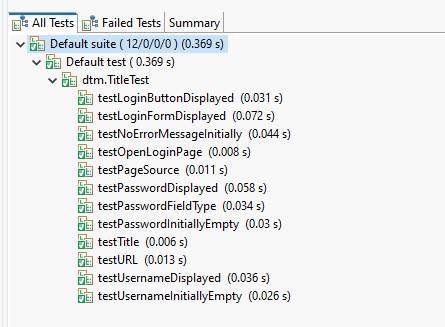 All Tests Failed Tests Summary
Default suite ( 12/0/0/0 ) (0.369 s)
Default test ( 0.369 s)
dtm.TitleTest
testLoginButtonDisplayed (0.031 s)
testLoginFormDisplayed (0.072 s)
testNoErrorMessageInitially (0.044 s)
testOpenLoginPage (0.008 s)
testPageSource (0.011 s)
testPasswordDisplayed (0.058 s)
testPasswordFieldType (0.034 s)
testPasswordInitiallyEmpty (0.03 s)
testTitle (0.006 s)
testURL (0.013 s)
testUsernameDisplayed (0.036 s)
testUsernameInitiallyEmpty (0.026 s)